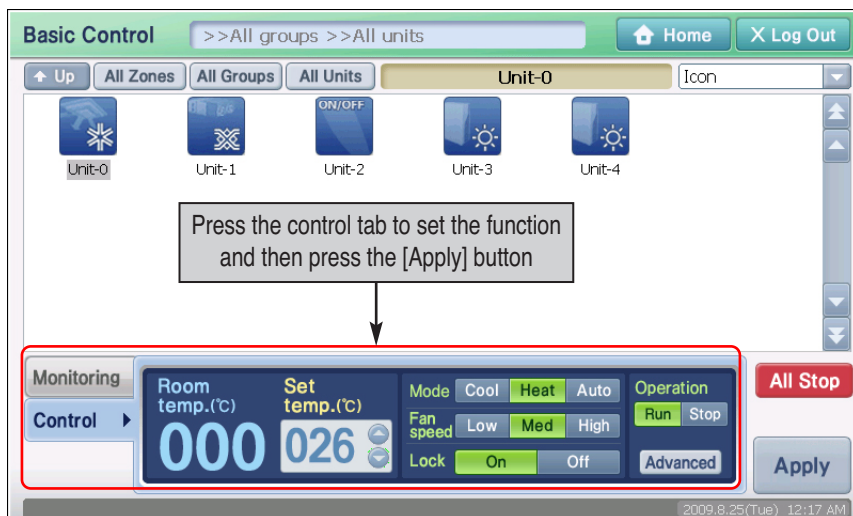 Basic Control >>All groups >>All units Home X Log Out
Up All Zones All Groups All Units Unit-0 Icon
ON/OFF
Unit-0 Unit-1 Unit-2 Unit-3 Unit-4
Press the control tab to set the function
and then press the [Apply] button
Monitoring
Control
Room
temp.(℃)
000
Set
temp.(℃)
026
Mode Cool Heat Auto
Fan
speed Low Med High
Lock On Off
Operation
Run Stop
Advanced
All Stop
Apply
2009.8.25(Tue) 12:17 AM